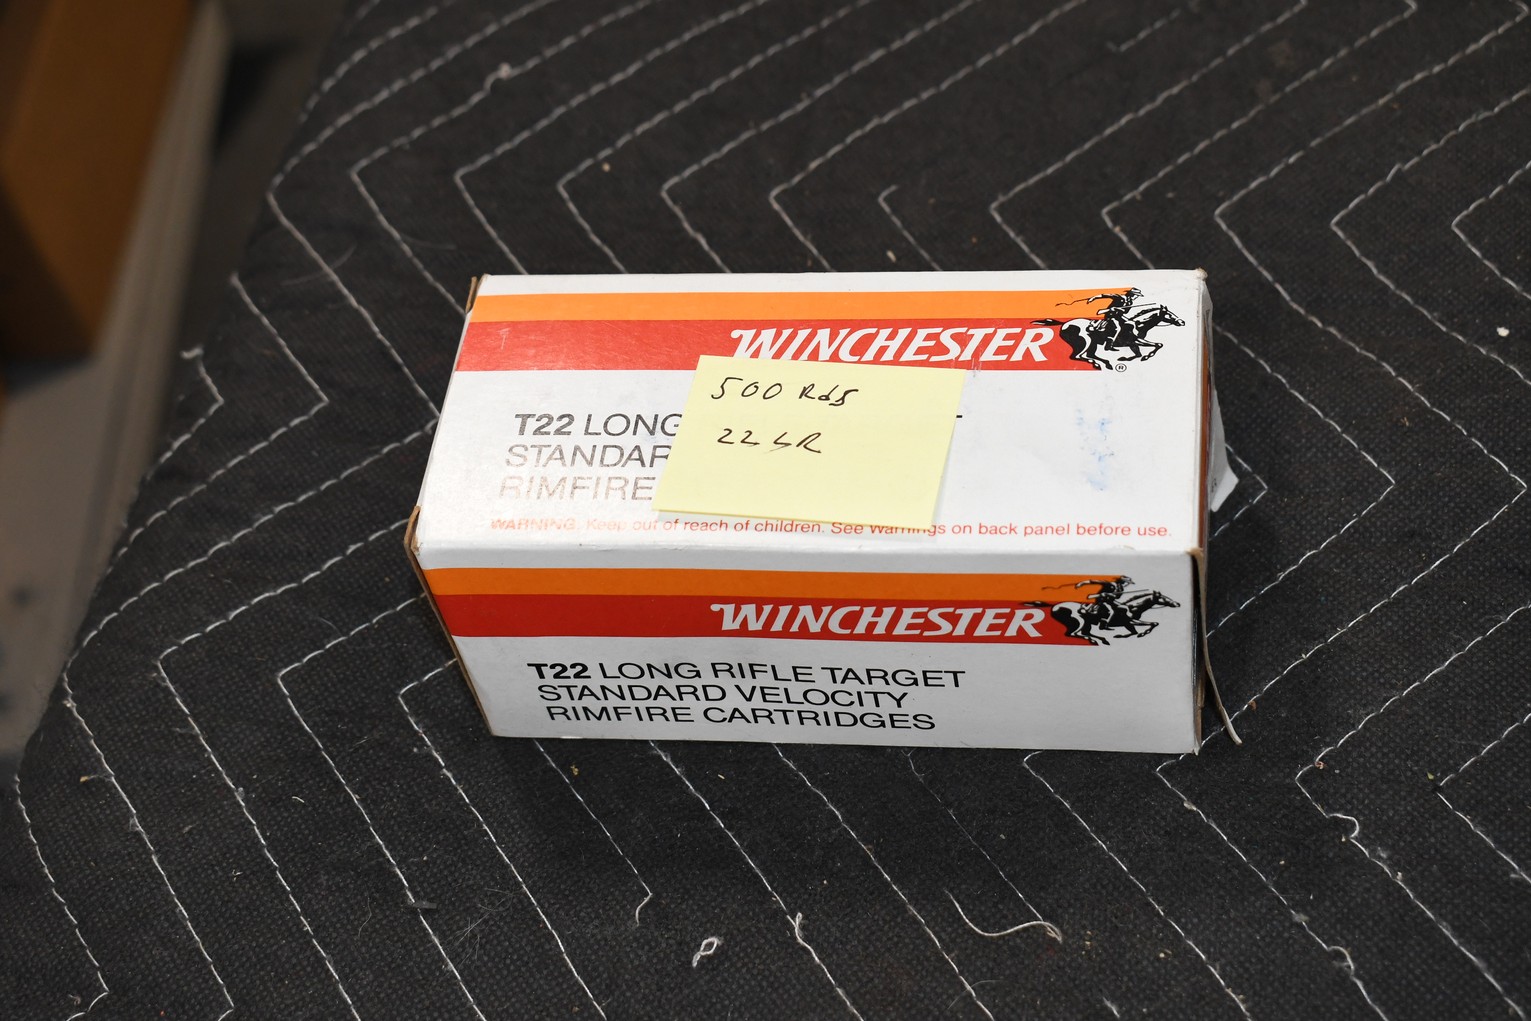 WINCHESTER
®
500 Rds
22 LR
T22 LONG
STANDAR
RIMFIRE
WARNING. Keep out of reach of children. See Warnings on back panel before use.
WINCHESTER
T22 LONG RIFLE TARGET
STANDARD VELOCITY
RIMFIRE CARTRIDGES